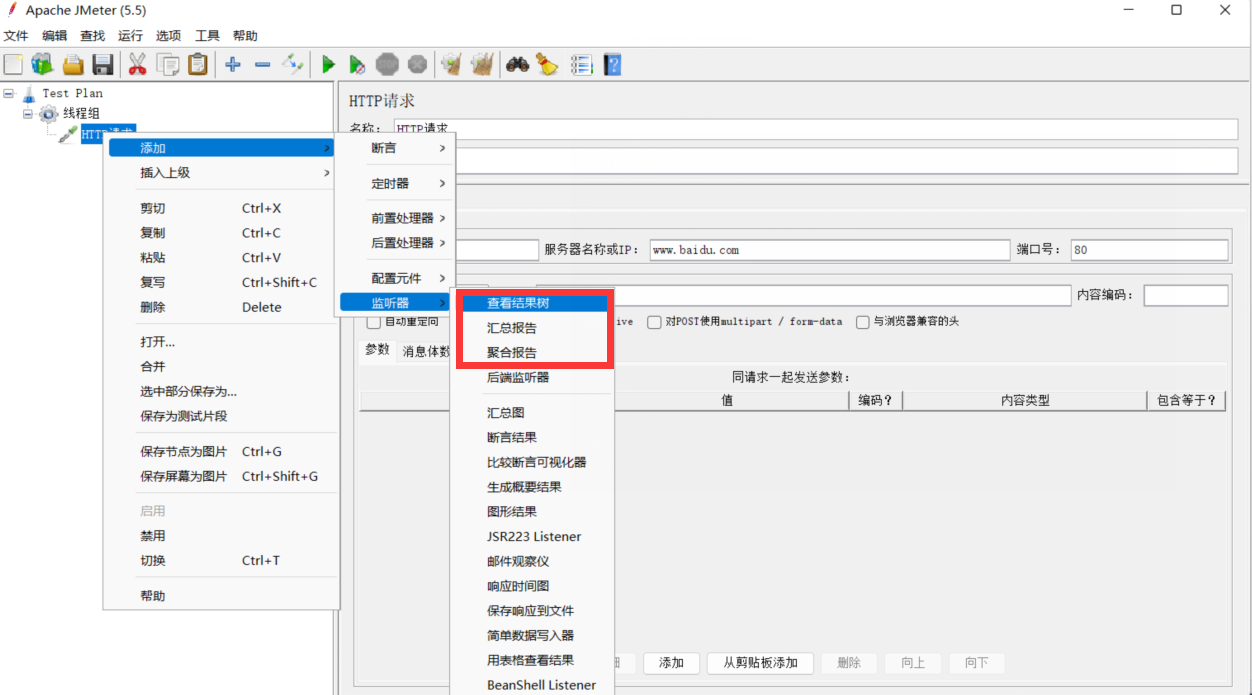 Apache JMeter (5.5)
文件 编辑 查找 运行 选项 工具 帮助
Test Plan
线程组
HTTP请求
HTTP请求
名称: HTTP请求
添加
插入上级
剪切 Ctrl+X
复制 Ctrl+C
粘贴 Ctrl+V
复写 Ctrl+Shift+C
删除 Delete
打开...
合并
选中部分保存为...
保存为测试片段
保存节点为图片 Ctrl+G
保存屏幕为图片 Ctrl+Shift+G
启用
禁用
切换 Ctrl+T
帮助
断言
定时器
前置处理器
后置处理器
配置元件
监听器
查看结果树
汇总报告
聚合报告
后端监听器
汇总图
断言结果
比较断言可视化器
生成概要结果
图形结果
JSR223 Listener
邮件观察仪
响应时间图
保存响应到文件
简单数据写入器
用表格查看结果
BeanShell Listener
服务器名称或IP: www.baidu.com 端口号: 80
内容编码:
自动重定向 ive 对POST使用multipart / form-data 与浏览器兼容的头
参数 消息体数
同请求一起发送参数:
值 编码? 内容类型 包含等于?
添加 从剪贴板添加 删除 向上 向下